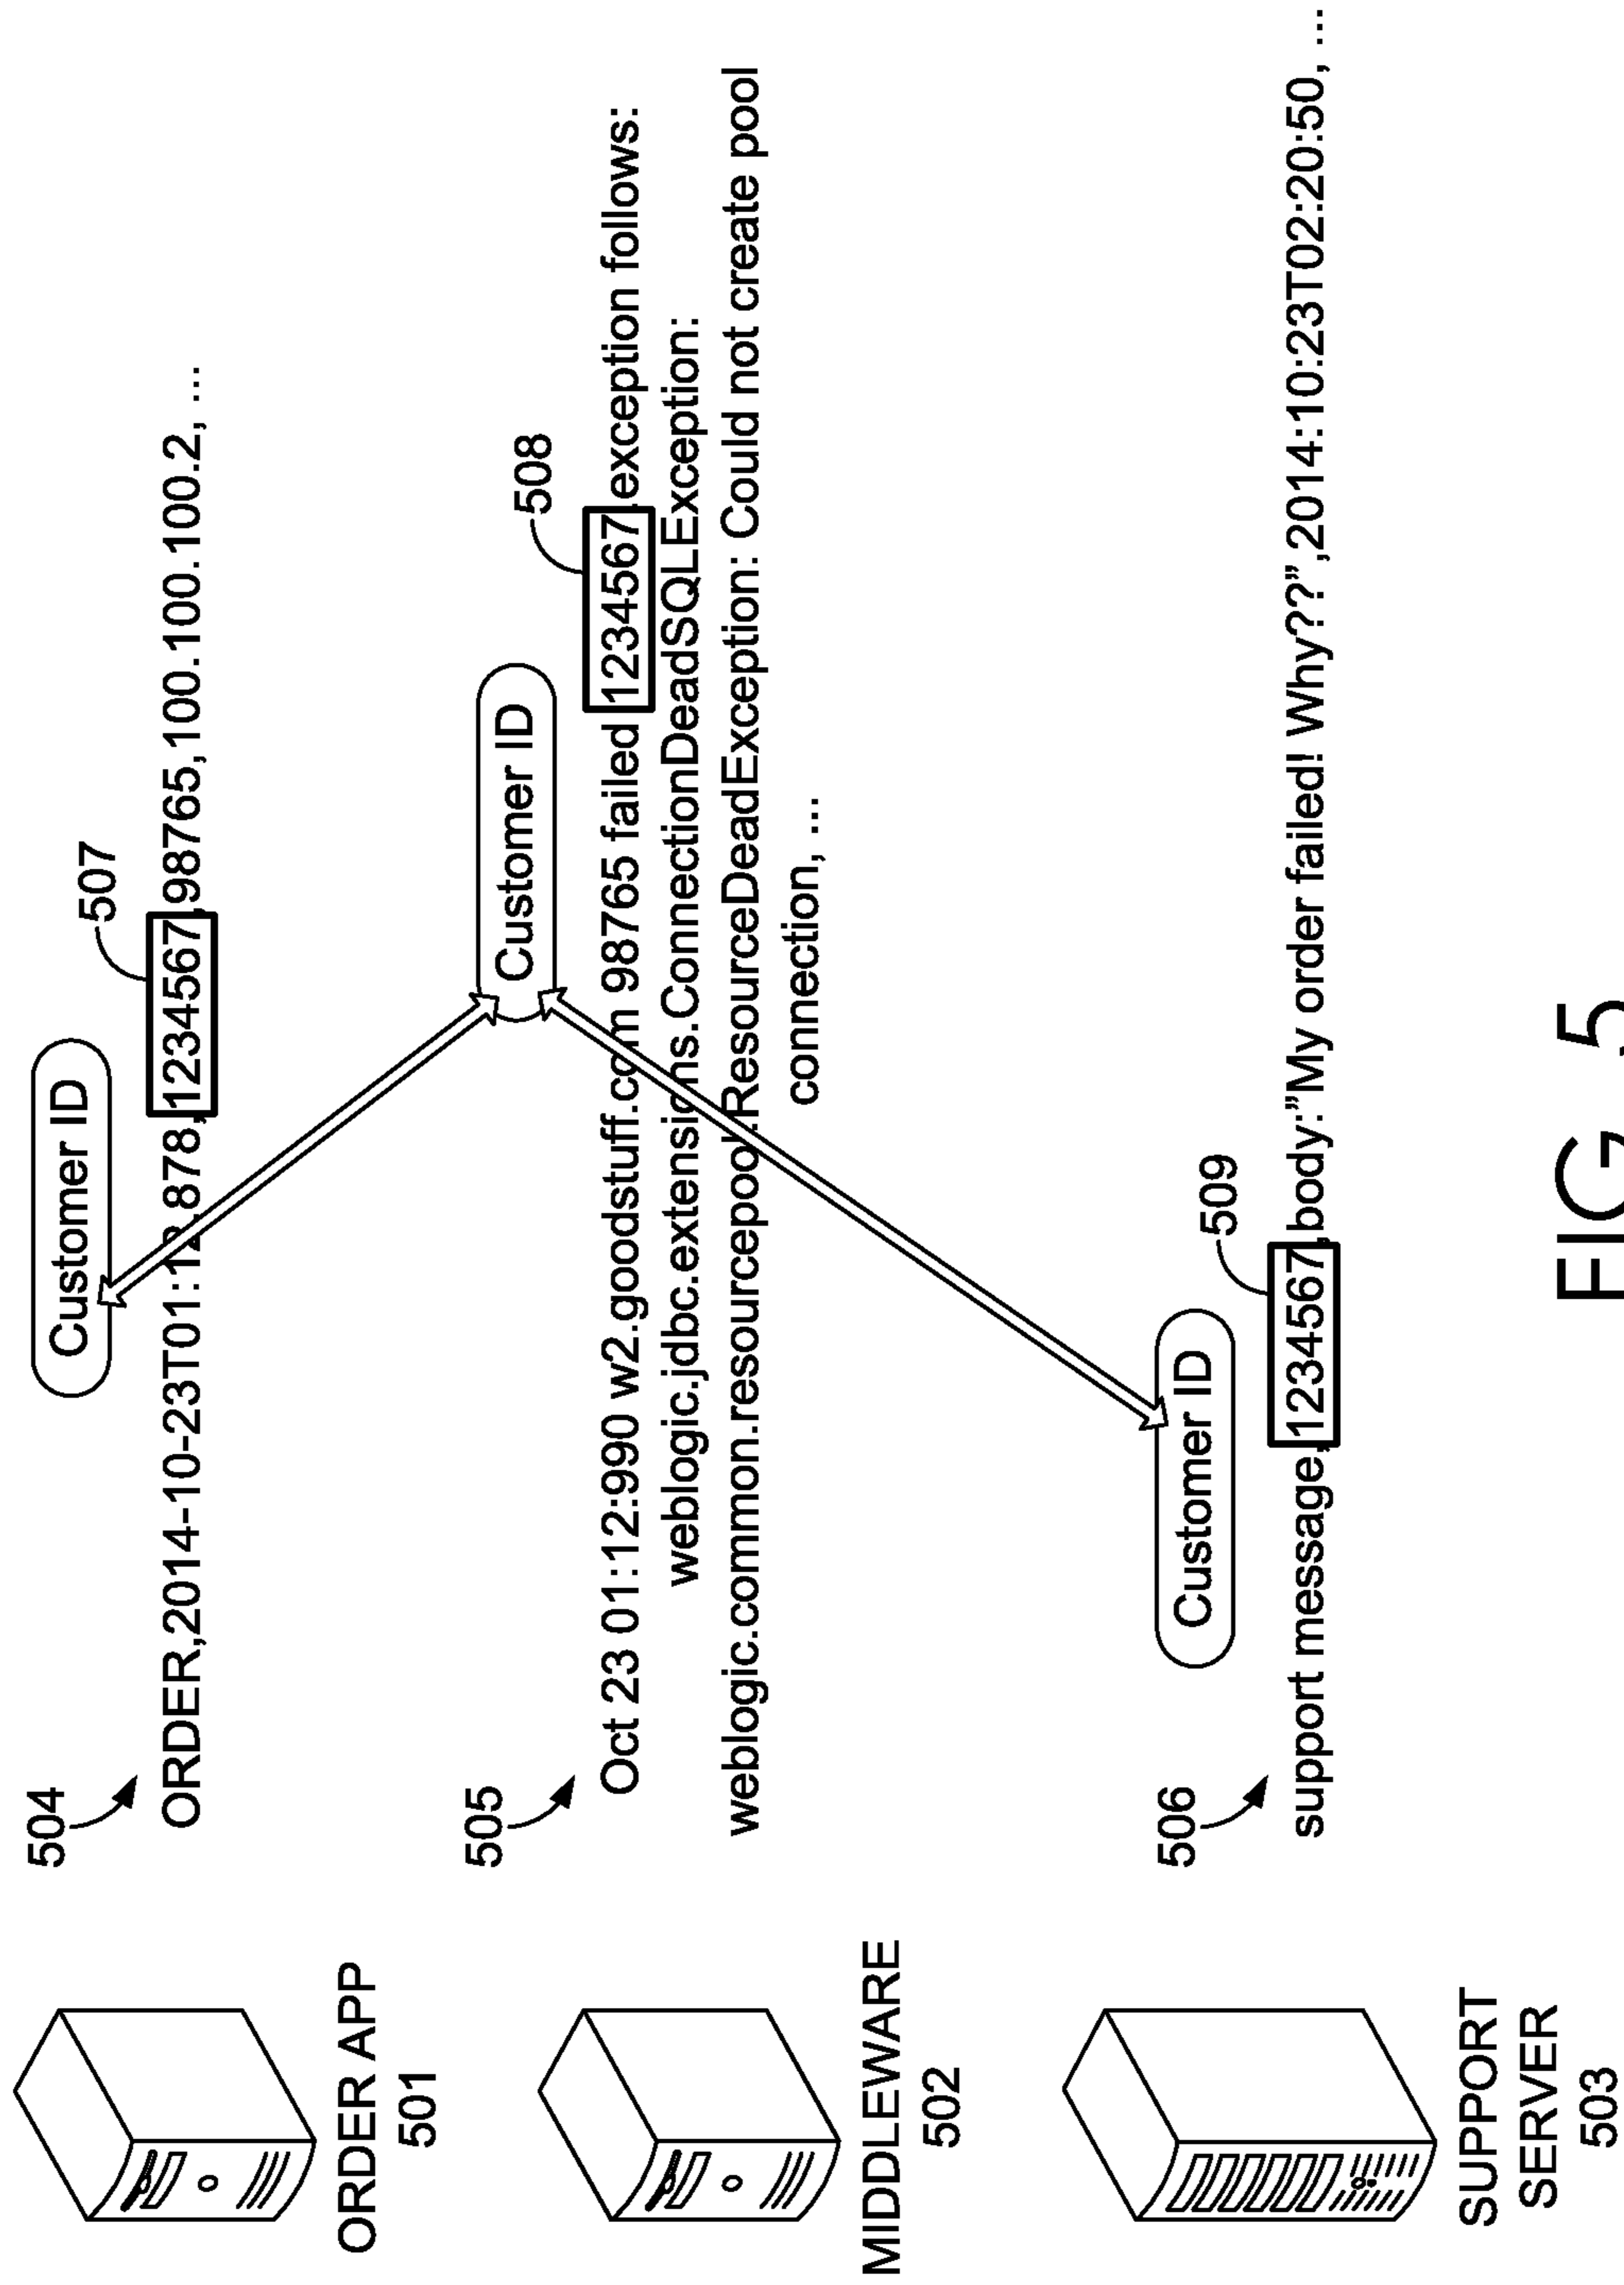 ORDER APP
501
504
Customer ID
507
ORDER,2014-10-23T01:12.878,1234567,98765,100.100.100.2, ...
MIDDLEWARE
502
505
Customer ID
508
Oct 23 01:12:990 w2.goodstuff.com 98765 failed 1234567,exception follows:
weblogic.jdbc.extensions.ConnectionDeadSQLException:
weblogic.common.resourcepool.ResourceDeadException: Could not create pool
connection, ...
SUPPORT
SERVER
503
506
Customer ID
509
support message,1234567,body:"My order failed! Why??",2014:10:23T02:20:50, ...
FIG. 5